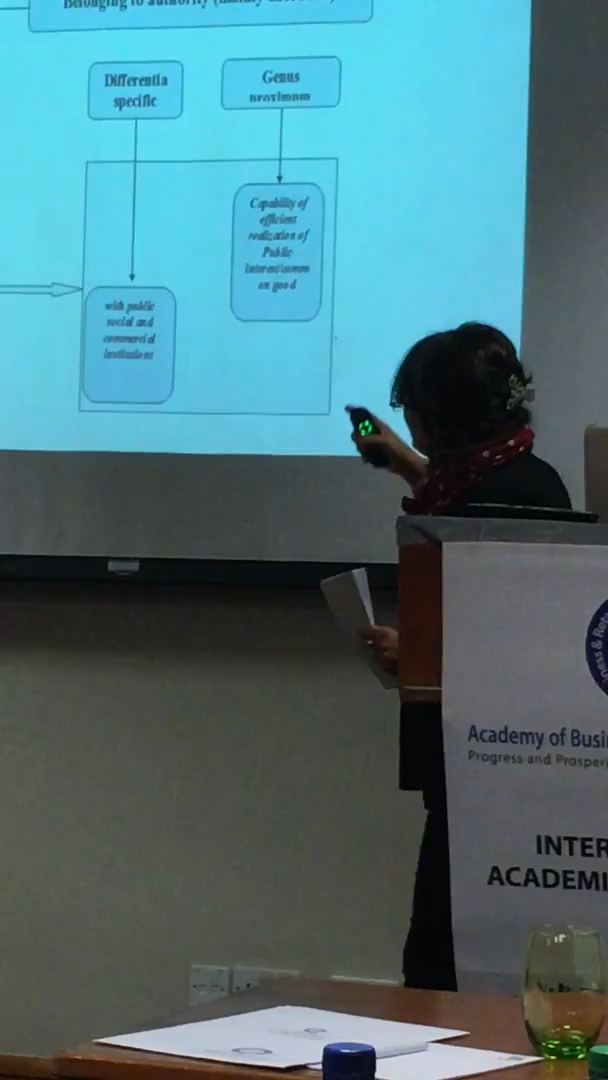 Belonging to authority
Differentia
specific
Genus
proximum
Capability of
efficient
realization of
Public
Interest/comm
on good
with public
social and
commercial
institutions
Academy of Busi
Progress and Prosperi
INTER
ACADEMI